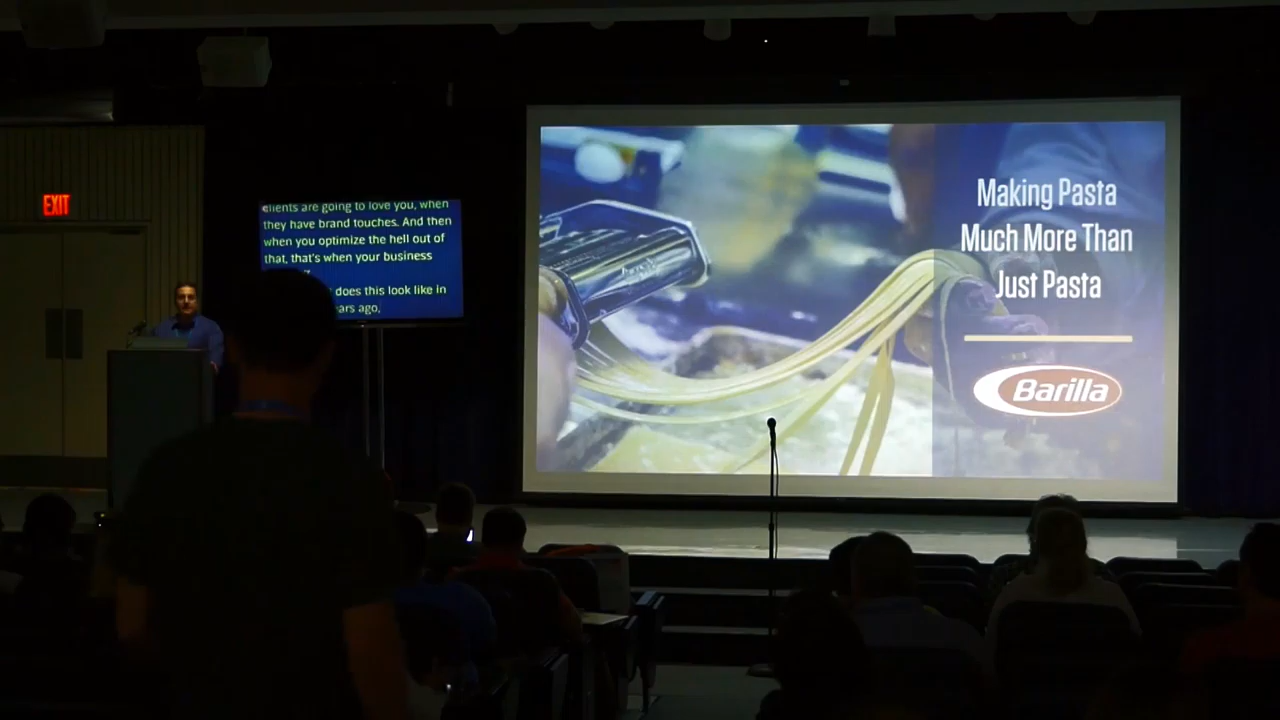 EXIT
clients are going to love you, when
they have brand touches. And then
when you optimize the hell out of
that, that's when your business
does this look like in
ars ago,
Making Pasta
Much More Than
Just Pasta
Barilla